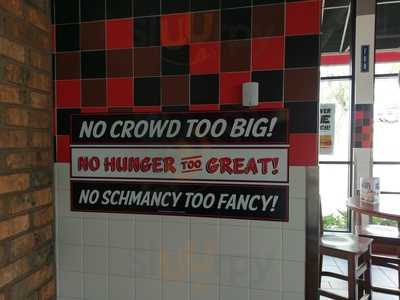 NO CROWD TOO BIG!
NO HUNGER TOO GREAT!
NO SCHMANCY TOO FANCY!